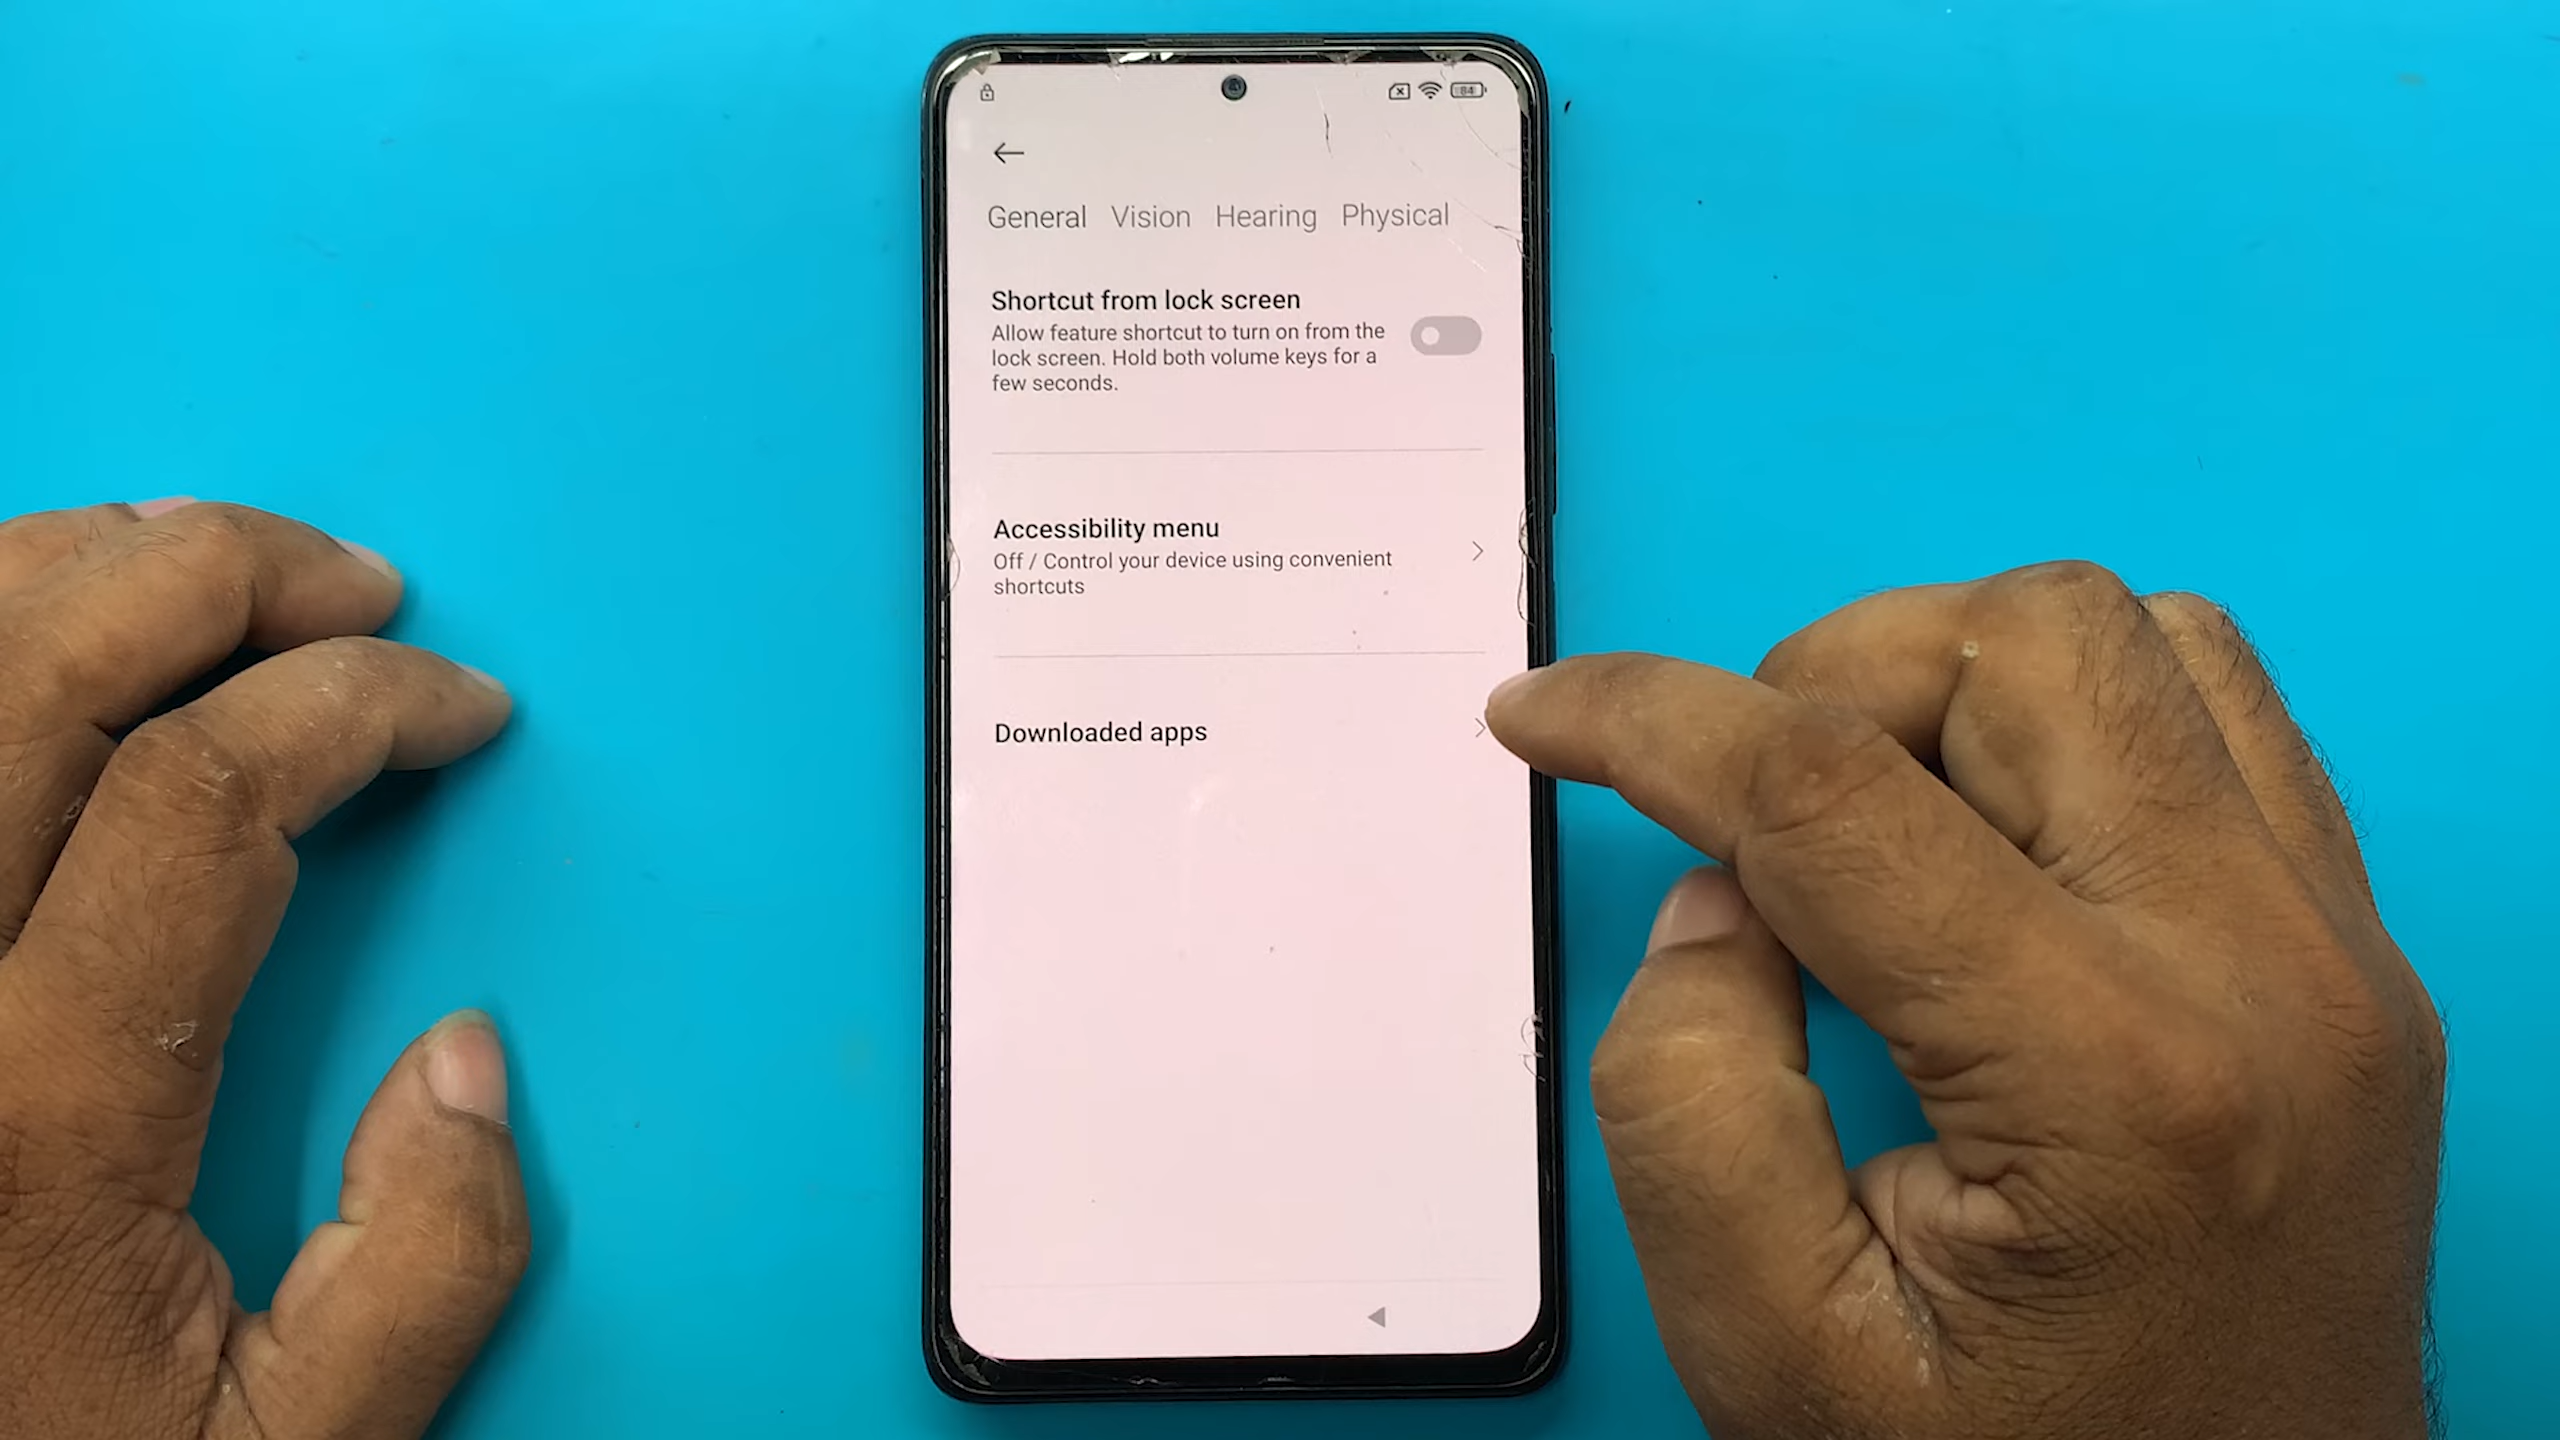 84
General Vision Hearing Physical
Shortcut from lock screen
Allow feature shortcut to turn on from the
lock screen. Hold both volume keys for a
few seconds.
Accessibility menu
Off / Control your device using convenient
shortcuts
Downloaded apps